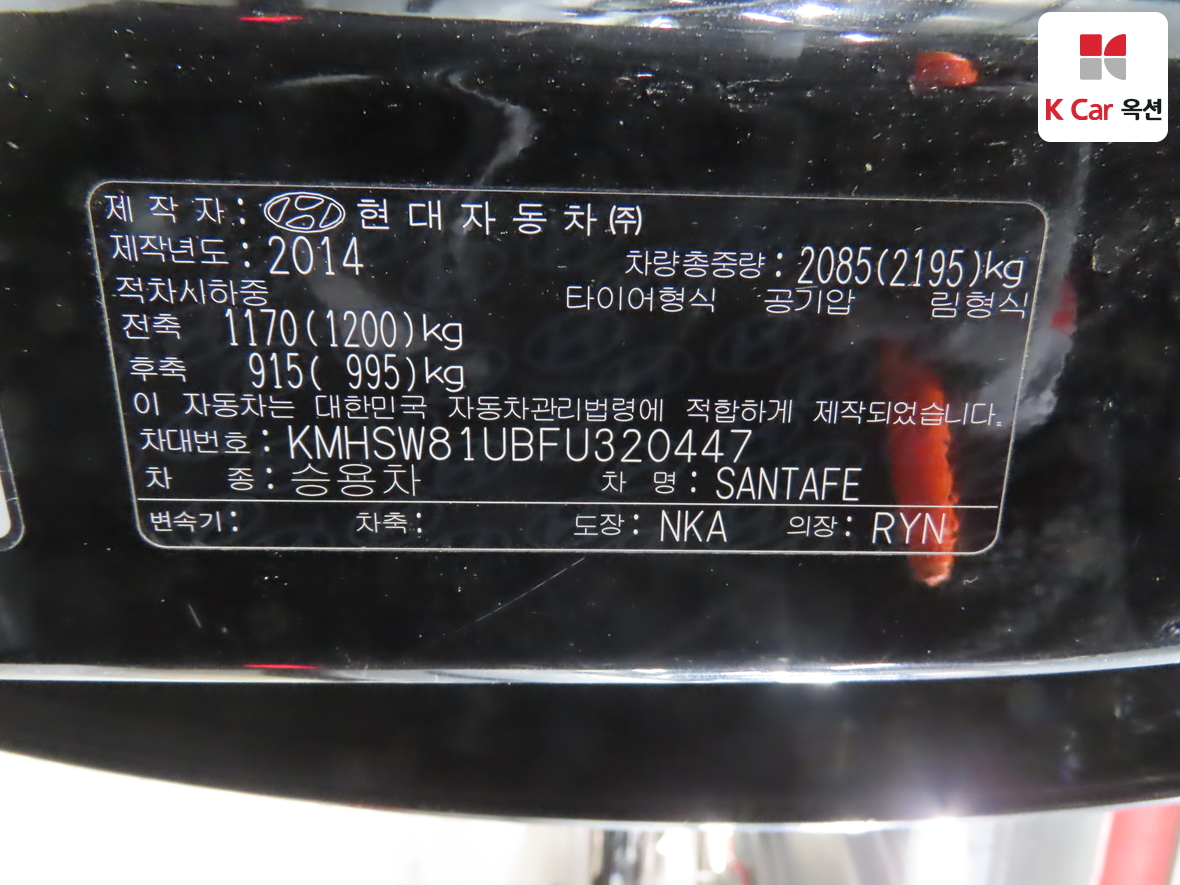 K Car 옥션
제 작 자 : 현 대 자 동 차 ㈜
제작년도 : 2014
차량총중량 : 2085(2195)kg
적차시하중
타이어형식 공기압 림형식
전축 1170(1200)kg
후축 915( 995)kg
이 자동차는 대한민국 자동차관리법령에 적합하게 제작되었습니다.
차대번호 : KMHSW81UBFU320447
차 종 : 승용차
차 명 : SANTAFE
변속기 : 차축 : 도장 : NKA 의장 : RYN